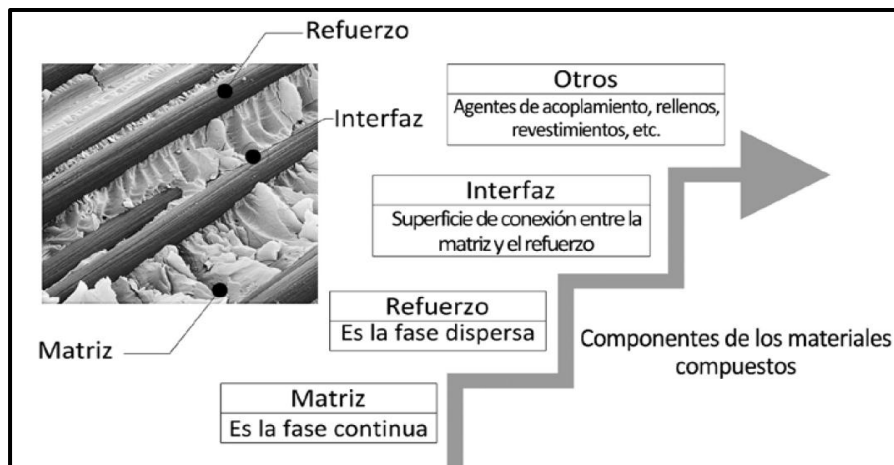 Refuerzo
Interfaz
Matriz
Otros
Agentes de acoplamiento, rellenos,
revestimientos, etc.
Interfaz
Superficie de conexión entre la
matriz y el refuerzo
Refuerzo
Es la fase dispersa
Matriz
Es la fase continua
Componentes de los materiales
compuestos